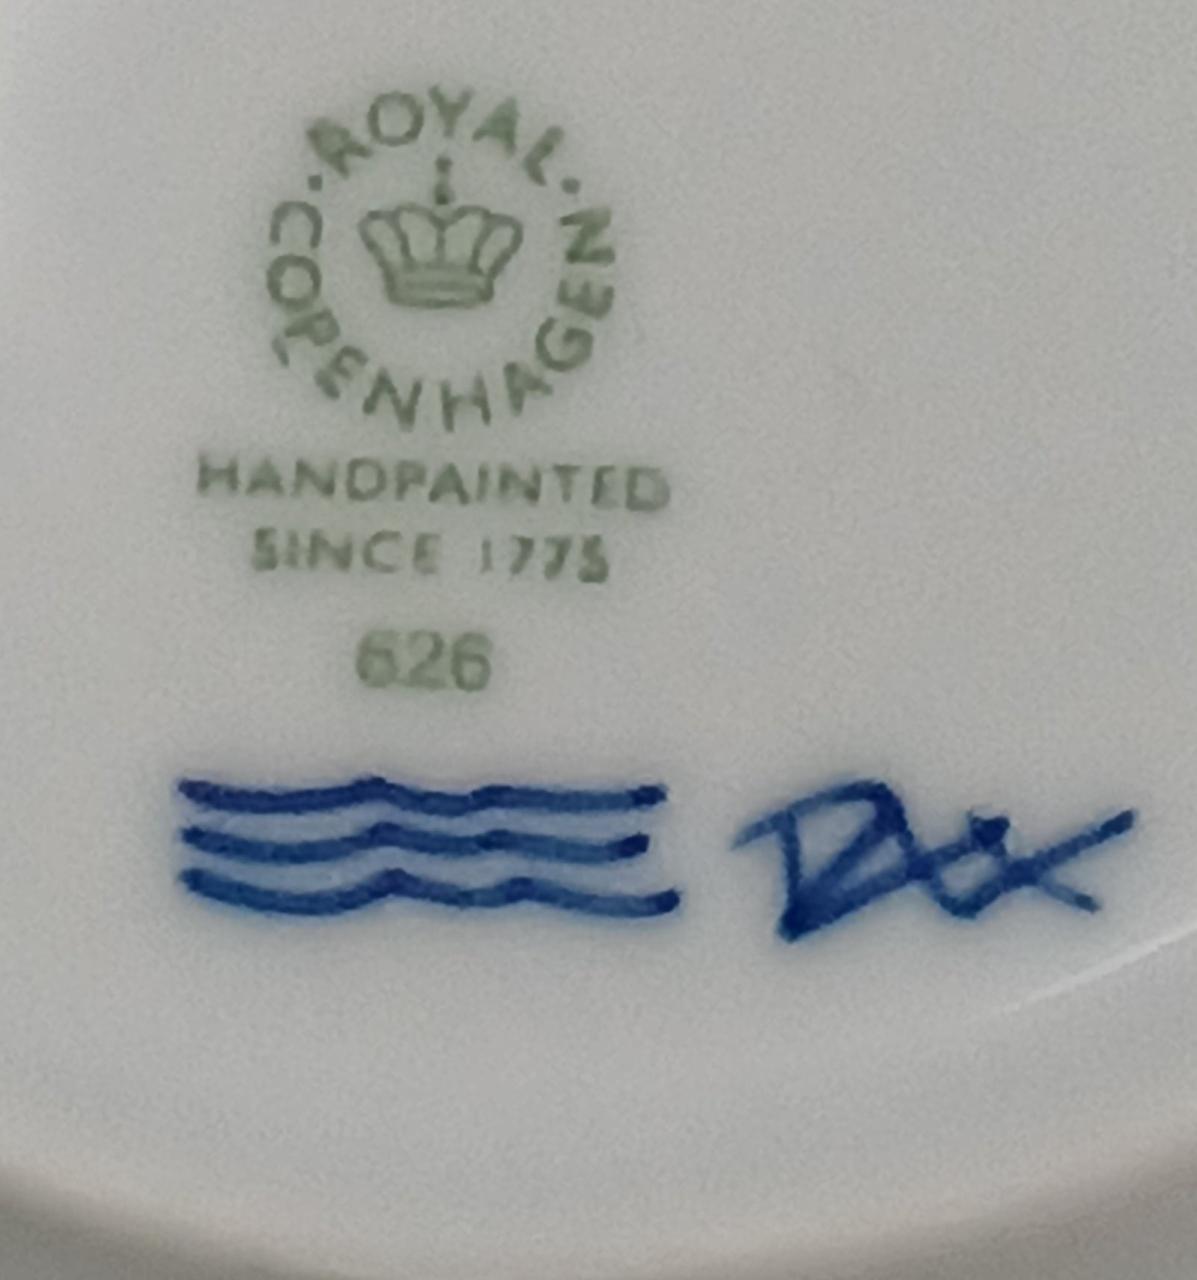 · ROYAL ·
COPENHAGEN
HANDPAINTED
SINCE 1775
626